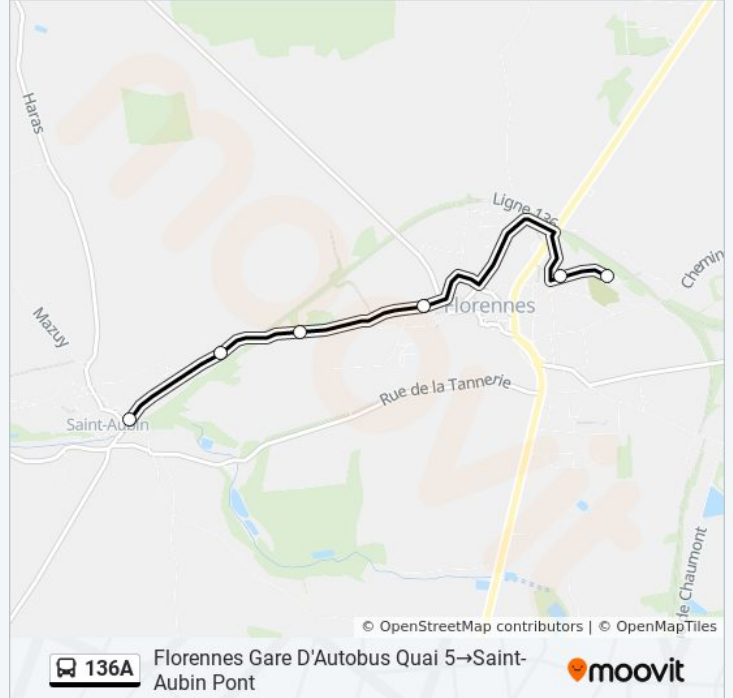 Haras
Ligne 136
Chemin
Florennes
Mazuy
Rue de la Tannerie
Saint-Aubin
moovit
de Chaumont
© OpenStreetMap contributors | © OpenMapTiles
136A
Florennes Gare D'Autobus Quai 5→Saint-
Aubin Pont
moovit